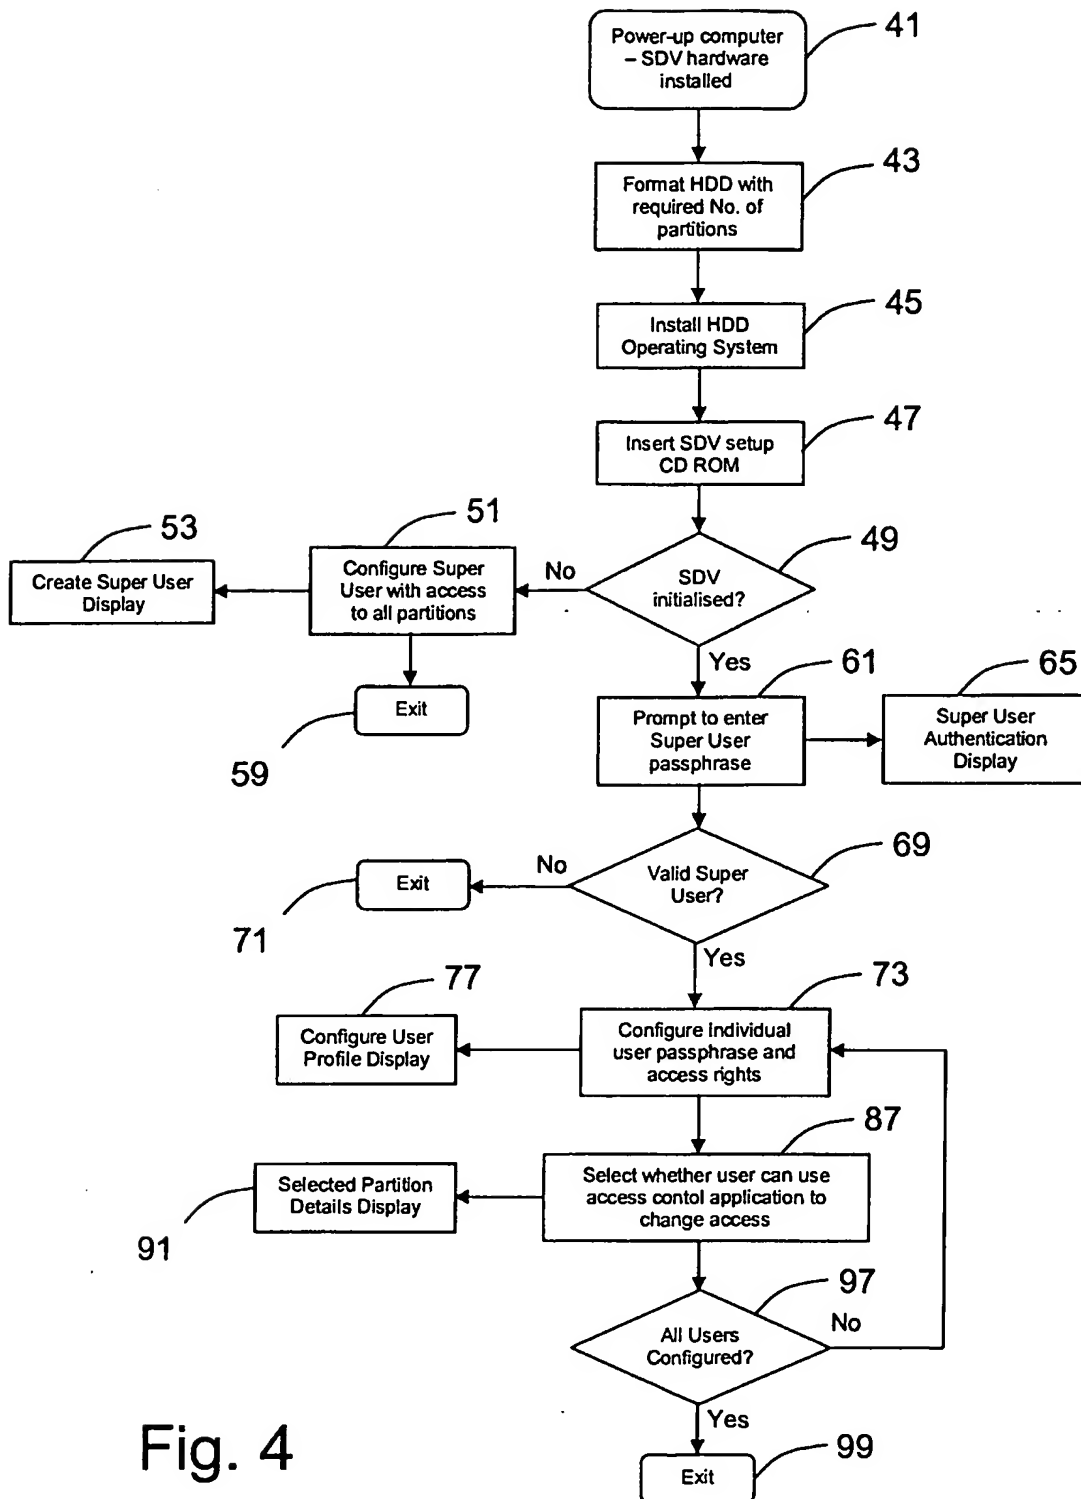 Power-up computer
– SDV hardware
installed
41
Format HDD with
required No. of
partitions
43
Install HDD
Operating System
45
Insert SDV setup
CD ROM
47
SDV
initialised?
49
No
Configure Super
User with access
to all partitions
51
Create Super User
Display
53
Exit
59
Yes
Prompt to enter
Super User
passphrase
61
Super User
Authentication
Display
65
Valid Super
User?
69
No
Exit
71
Yes
Configure individual
user passphrase and
access rights
73
Configure User
Profile Display
77
Select whether user can use
access contol application to
change access
87
Selected Partition
Details Display
91
All Users
Configured?
97
No
Yes
Exit
99
Fig. 4